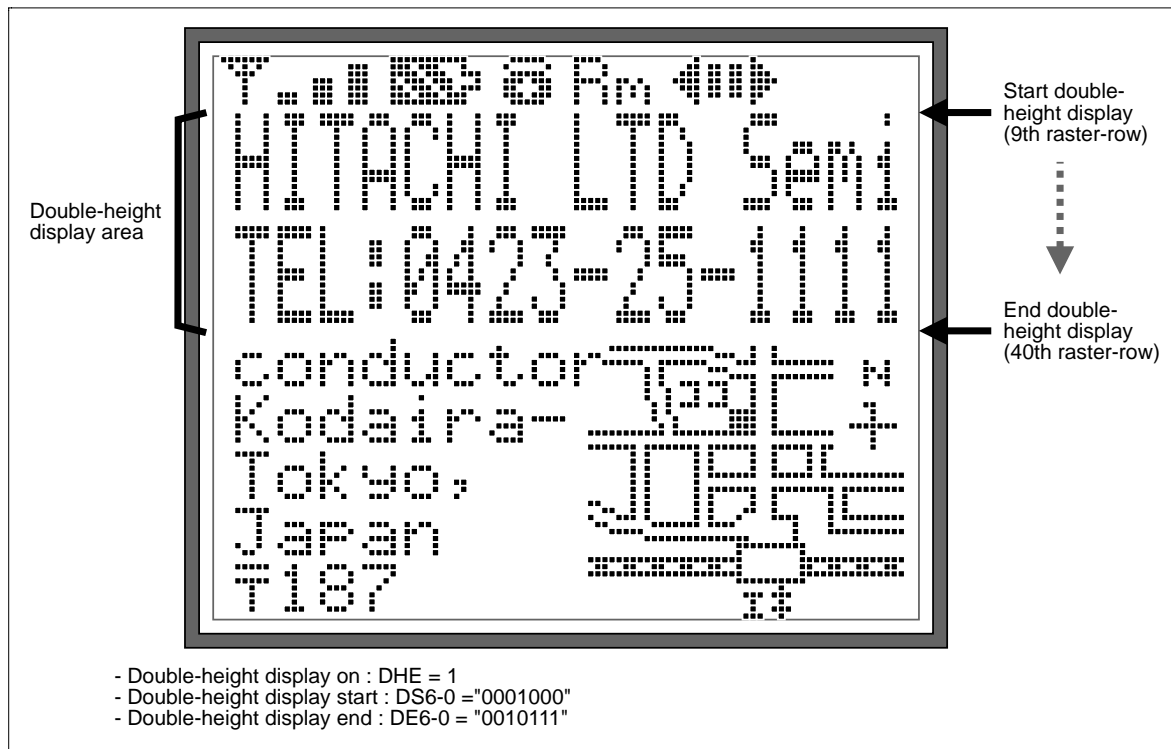 Rm
HITACHI LTD Semi
TEL:0423-25-1111
conductor
Kodaira-
Tokyo,
Japan
〒187
N
Double-height
display area
Start double-
height display
(9th raster-row)
End double-
height display
(40th raster-row)
- Double-height display on : DHE = 1
- Double-height display start : DS6-0 ="0001000"
- Double-height display end : DE6-0 = "0010111"